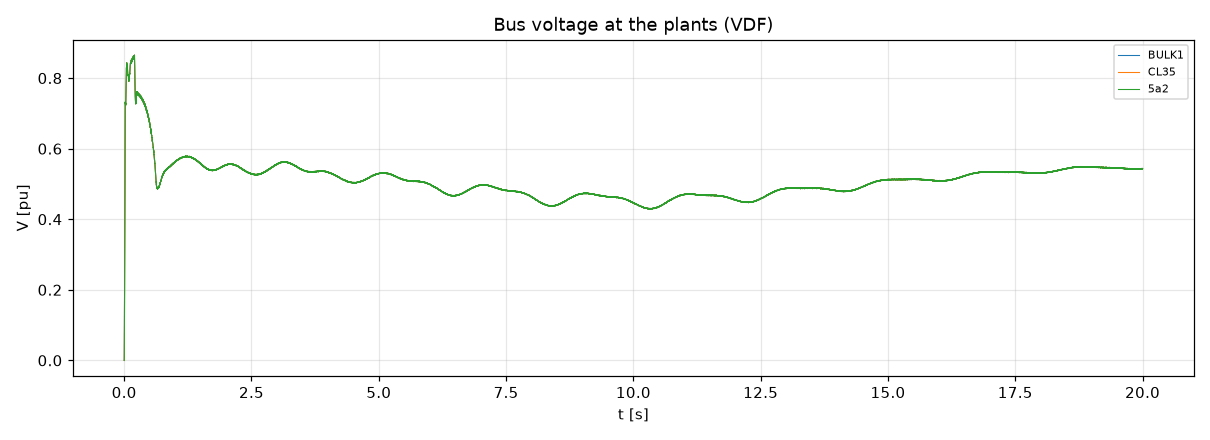 Bus voltage at the plants (VDF)
BULK1
CL35
5a2
0.8
0.6
0.4
0.2
0.0
V [pu]
0.0 2.5 5.0 7.5 10.0 12.5 15.0 17.5 20.0
t [s]